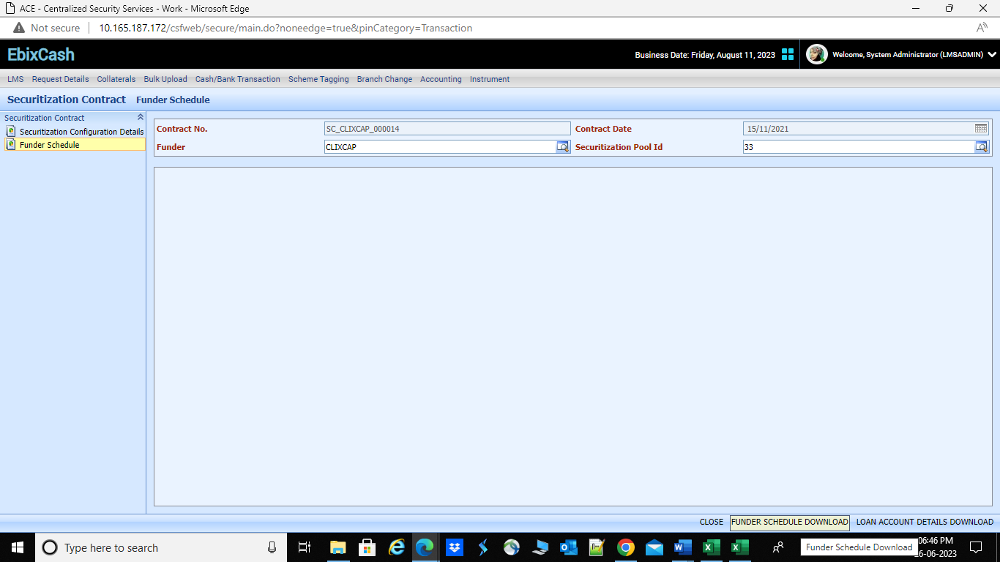 ACE - Centralized Security Services - Work - Microsoft Edge
Not secure 10.165.187.172/csfweb/secure/main.do?noneedge=true&pinCategory=Transaction
EbixCash Business Date: Friday, August 11, 2023 Welcome, System Administrator (LMSADMIN)
LMS Request Details Collaterals Bulk Upload Cash/Bank Transaction Scheme Tagging Branch Change Accounting Instrument
Securitization Contract Funder Schedule
Securitization Contract
Securitization Configuration Details
Funder Schedule
Contract No. SC_CLIXCAP_000014 Contract Date 15/11/2021
Funder CLIXCAP Securitization Pool Id 33
CLOSE FUNDER SCHEDULE DOWNLOAD LOAN ACCOUNT DETAILS DOWNLOAD
Type here to search
Funder Schedule Download
06:46 PM